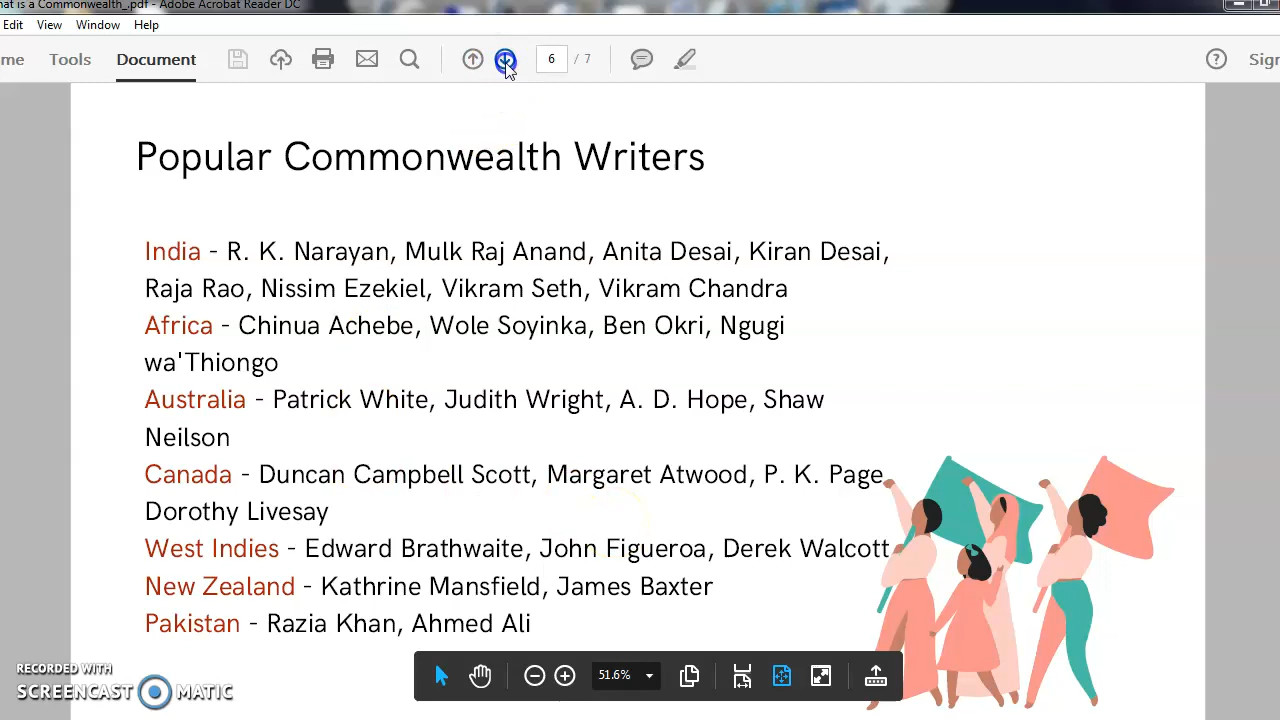 hat is a Commonwealth_.pdf - Adobe Acrobat Reader DC
Edit View Window Help
me Tools Document 6 / 7 Sign
Popular Commonwealth Writers
India - R. K. Narayan, Mulk Raj Anand, Anita Desai, Kiran Desai,
Raja Rao, Nissim Ezekiel, Vikram Seth, Vikram Chandra
Africa - Chinua Achebe, Wole Soyinka, Ben Okri, Ngugi
wa'Thiongo
Australia - Patrick White, Judith Wright, A. D. Hope, Shaw
Neilson
Canada - Duncan Campbell Scott, Margaret Atwood, P. K. Page
Dorothy Livesay
West Indies - Edward Brathwaite, John Figueroa, Derek Walcott
New Zealand - Kathrine Mansfield, James Baxter
Pakistan - Razia Khan, Ahmed Ali
51.6%
RECORDED WITH
SCREENCAST MATIC